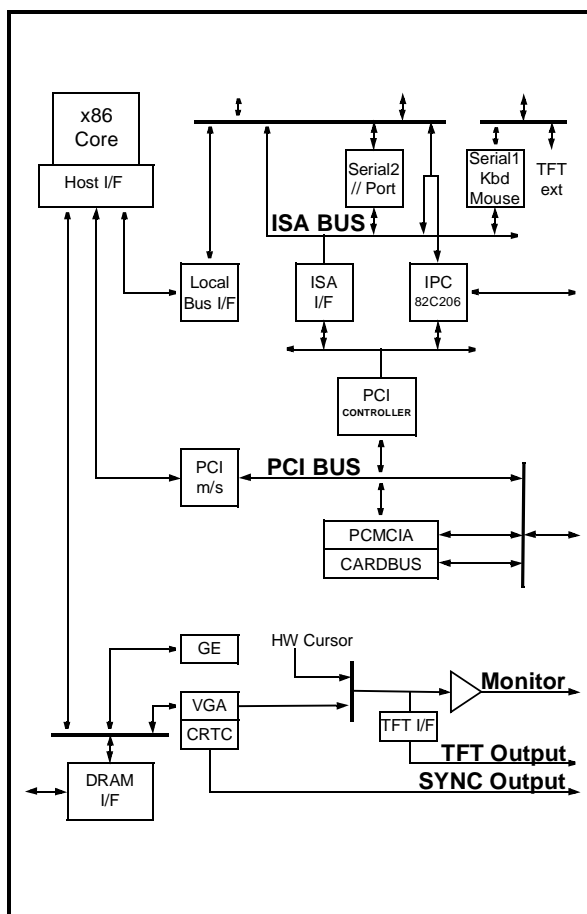 x86
Core
Host I/F
Serial2
// Port
Serial1
Kbd
Mouse
TFT
ext
ISA BUS
Local
Bus I/F
ISA
I/F
IPC
82C206
PCI
CONTROLLER
PCI BUS
PCI
m/s
PCMCIA
CARDBUS
HW Cursor
GE
Monitor
VGA
CRTC
TFT I/F
TFT Output
SYNC Output
DRAM
I/F